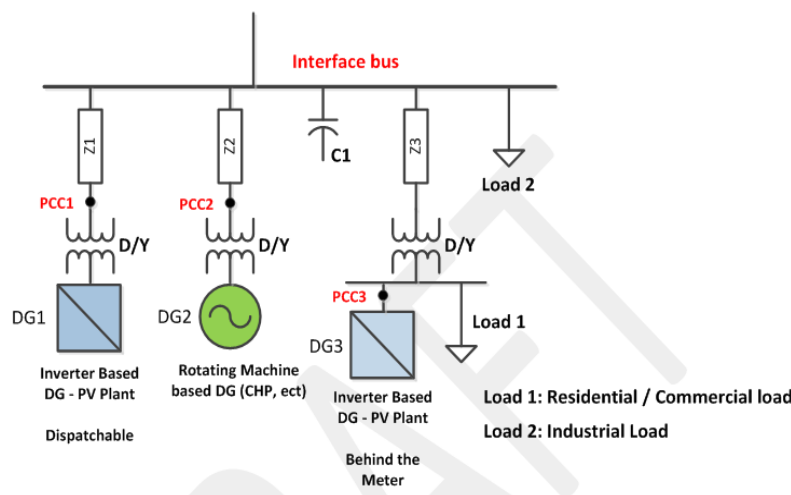 Interface bus
Z1
Z2
Z3
C1
Load 2
PCC1
PCC2
D/Y
D/Y
D/Y
PCC3
DG1
DG2
DG3
Load 1
Inverter Based
DG - PV Plant
Dispatchable
Rotating Machine
based DG (CHP, ect)
Inverter Based
DG - PV Plant
Behind the
Meter
Load 1: Residential / Commercial load
Load 2: Industrial Load
DRAFT